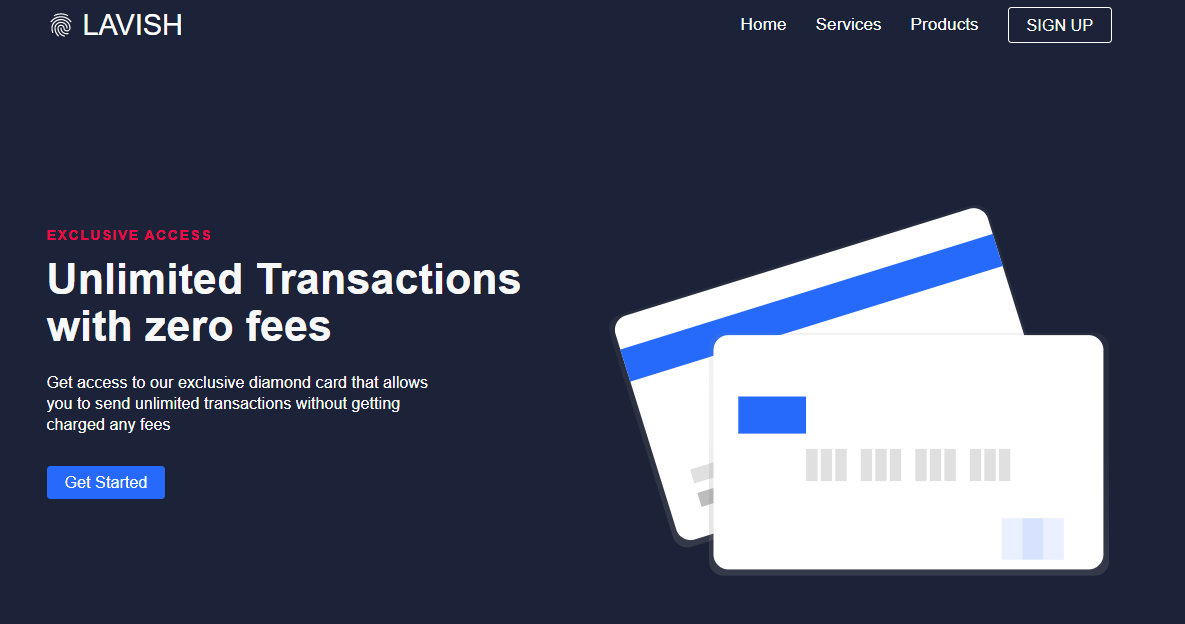 LAVISH
Home Services Products SIGN UP
EXCLUSIVE ACCESS
Unlimited Transactions
with zero fees
Get access to our exclusive diamond card that allows
you to send unlimited transactions without getting
charged any fees
Get Started